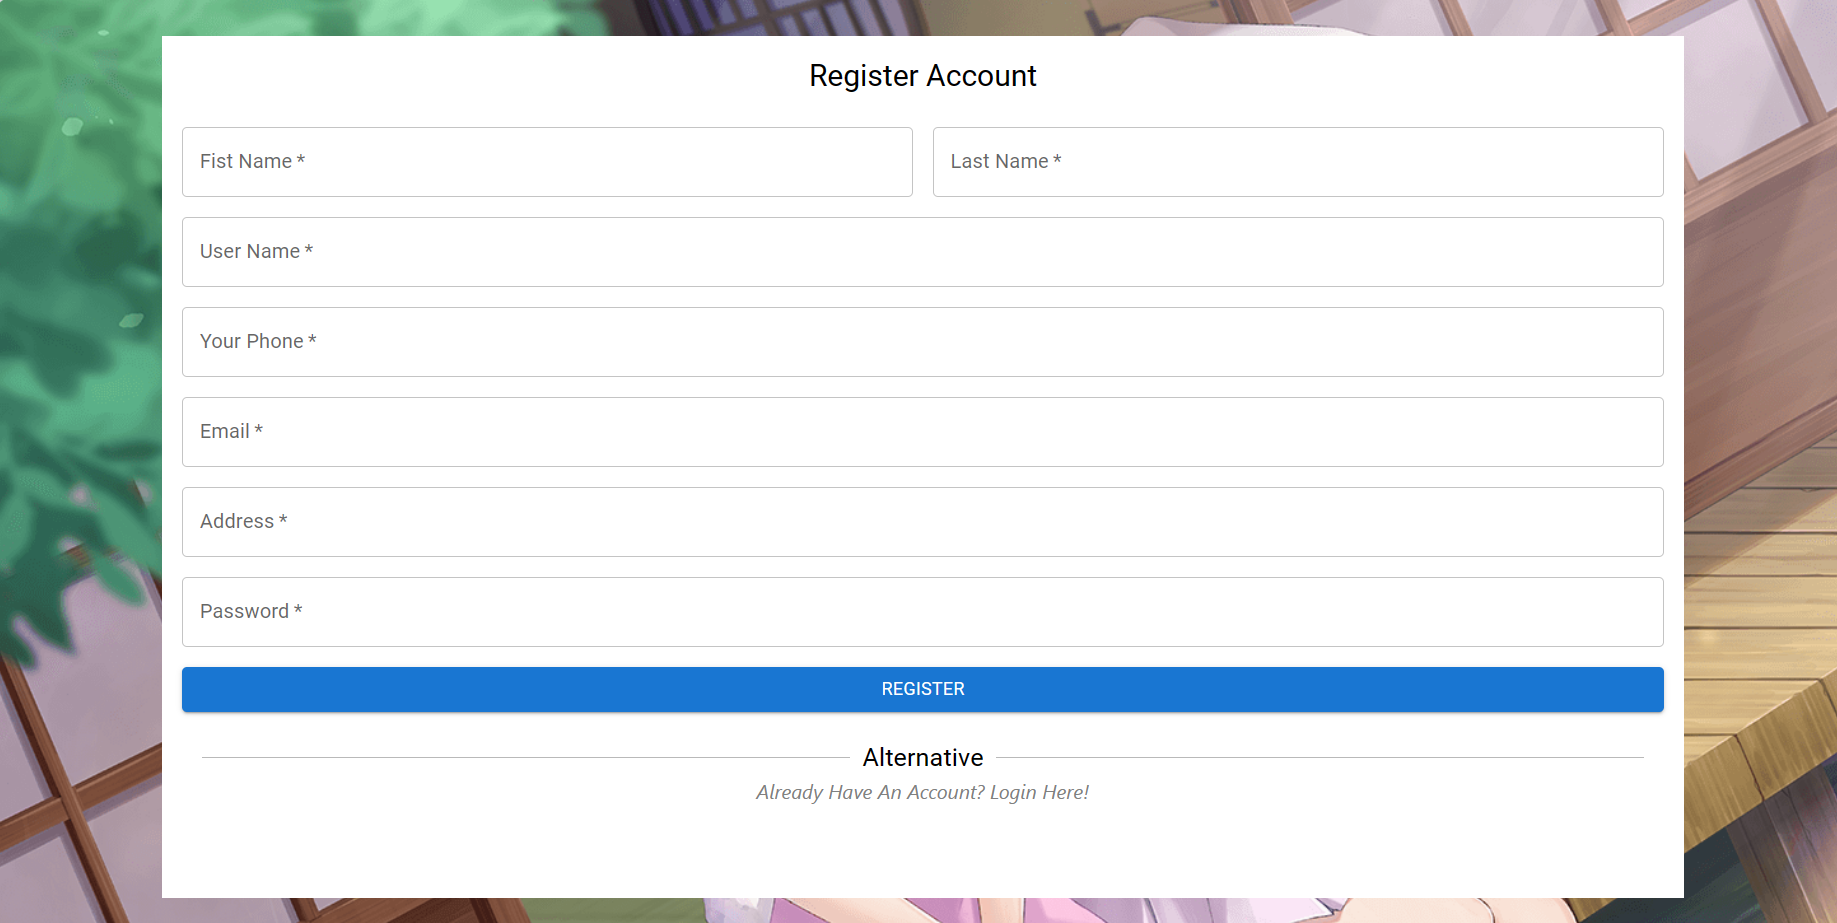 Register Account
Fist Name *
Last Name *
User Name *
Your Phone *
Email *
Address *
Password *
REGISTER
Alternative
Already Have An Account? Login Here!